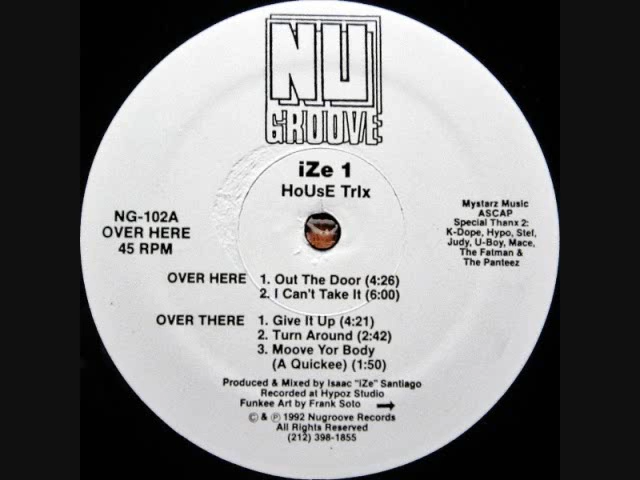 NU
GROOVE
iZe 1
HoUsE TrIx
NG-102A
OVER HERE
45 RPM
Mystarz Music
ASCAP
Special Thanx 2:
K-Dope, Hypo, Stef,
Judy, U-Boy, Mace,
The Fatman &
The Panteez
OVER HERE 1. Out The Door (4:26)
2. I Can't Take It (6:00)
OVER THERE 1. Give It Up (4:21)
2. Turn Around (2:42)
3. Moove Yor Body
(A Quickee) (1:50)
Produced & Mixed by Isaac "iZe" Santiago
Recorded at Hypoz Studio
Funkee Art by Frank Soto
© & ℗ 1992 Nugroove Records
All Rights Reserved
(212) 398-1855